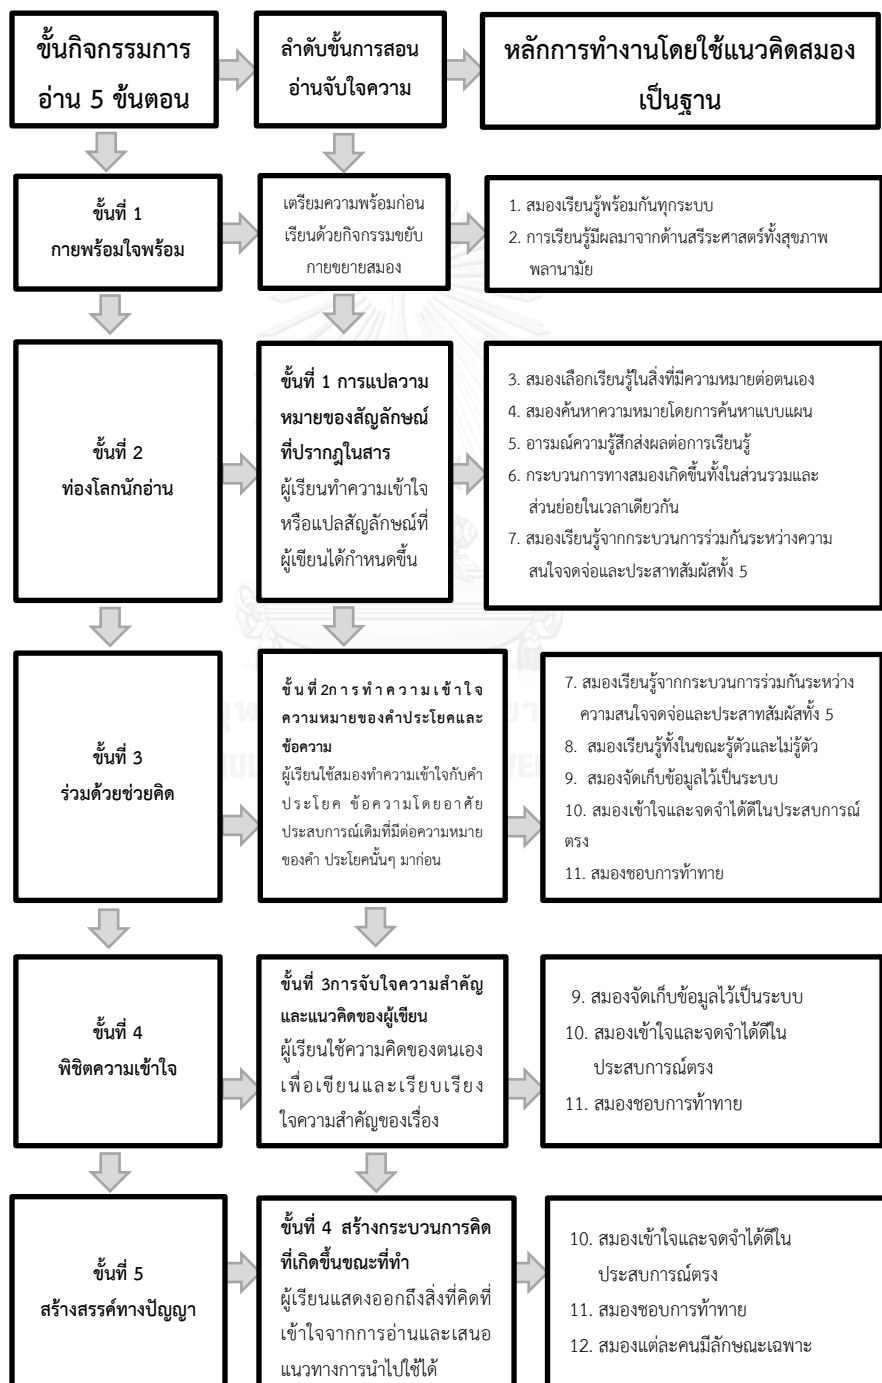 ขั้นกิจกรรมการ
อ่าน 5 ขั้นตอน
ลำดับขั้นการสอน
อ่านจับใจความ
หลักการทำงานโดยใช้แนวคิดสมอง
เป็นฐาน
ขั้นที่ 1
กายพร้อมใจพร้อม
เตรียมความพร้อมก่อน
เรียนด้วยกิจกรรมขยับ
กายขยายสมอง
1. สมองเรียนรู้พร้อมกันทุกระบบ
2. การเรียนรู้มีผลมาจากด้านสรีระศาสตร์ทั้งสุขภาพ
พลานามัย
ขั้นที่ 2
ท่องโลกนักอ่าน
ขั้นที่ 1 การแปลความ
หมายของสัญลักษณ์
ที่ปรากฏในสาร
ผู้เรียนทำความเข้าใจ
หรือแปลสัญลักษณ์ที่
ผู้เขียนได้กำหนดขึ้น
3. สมองเลือกเรียนรู้ในสิ่งที่มีความหมายต่อตนเอง
4. สมองค้นหาความหมายโดยการค้นหาแบบแผน
5. อารมณ์ความรู้สึกส่งผลต่อการเรียนรู้
6. กระบวนการทางสมองเกิดขึ้นทั้งในส่วนรวมและ
ส่วนย่อยในเวลาเดียวกัน
7. สมองเรียนรู้จากกระบวนการร่วมกันระหว่างความ
สนใจจดจ่อและประสาทสัมผัสทั้ง 5
ขั้นที่ 3
ร่วมด้วยช่วยคิด
ขั้นที่ 2การทำความเข้าใจ
ความหมายของคำประโยคและ
ข้อความ
ผู้เรียนใช้สมองทำความเข้าใจกับคำ
ประโยค ข้อความโดยอาศัย
ประสบการณ์เดิมที่มีต่อความหมาย
ของคำ ประโยคนั้นๆ มาก่อน
7. สมองเรียนรู้จากกระบวนการร่วมกันระหว่าง
ความสนใจจดจ่อและประสาทสัมผัสทั้ง 5
8. สมองเรียนรู้ทั้งในขณะรู้ตัวและไม่รู้ตัว
9. สมองจัดเก็บข้อมูลไว้เป็นระบบ
10. สมองเข้าใจและจดจำได้ดีในประสบการณ์
ตรง
11. สมองชอบการท้าทาย
ขั้นที่ 4
พิชิตความเข้าใจ
ขั้นที่ 3การจับใจความสำคัญ
และแนวคิดของผู้เขียน
ผู้เรียนใช้ความคิดของตนเอง
เพื่อเขียนและเรียบเรียง
ใจความสำคัญของเรื่อง
9. สมองจัดเก็บข้อมูลไว้เป็นระบบ
10. สมองเข้าใจและจดจำได้ดีใน
ประสบการณ์ตรง
11. สมองชอบการท้าทาย
ขั้นที่ 5
สร้างสรรค์ทางปัญญา
ขั้นที่ 4 สร้างกระบวนการคิด
ที่เกิดขึ้นขณะที่ทำ
ผู้เรียนแสดงออกถึงสิ่งที่คิดที่
เข้าใจจากการอ่านและเสนอ
แนวทางการนำไปใช้ได้
10. สมองเข้าใจและจดจำได้ดีใน
ประสบการณ์ตรง
11. สมองชอบการท้าทาย
12. สมองแต่ละคนมีลักษณะเฉพาะ